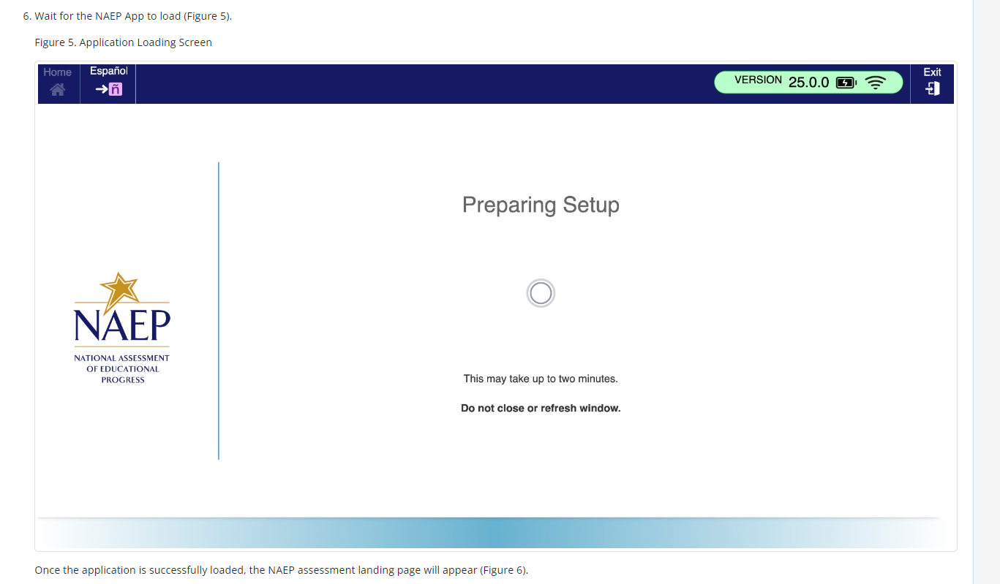 6. Wait for the NAEP App to load (Figure 5).
Figure 5. Application Loading Screen
Home
Español
ñ
VERSION 25.0.0
Exit
Preparing Setup
NAEP
NATIONAL ASSESSMENT
OF EDUCATIONAL
PROGRESS
This may take up to two minutes.
Do not close or refresh window.
Once the application is successfully loaded, the NAEP assessment landing page will appear (Figure 6).